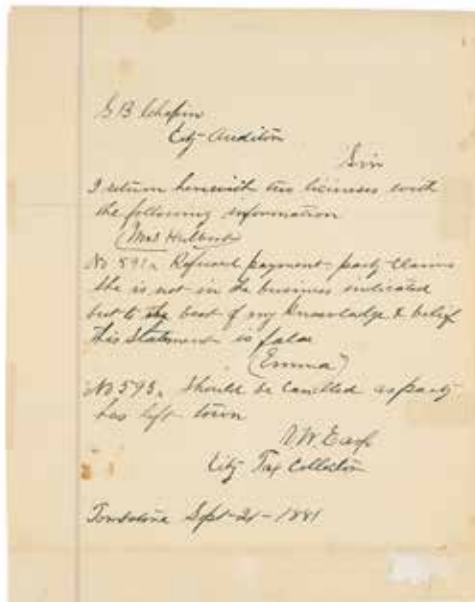 S B Chapin
City Auditor
Sir
I return herewith two licenses with
the following information
(Mrs Hulbert)
No 591. Refused payment party claims
she is not in the business indicated
but to the best of my knowledge & belief
this statement is false
(Emma)
No 593. Should be cancelled as party
has left town
V W Earp
City Tax Collector
Tombstone Sept 21 - 1881